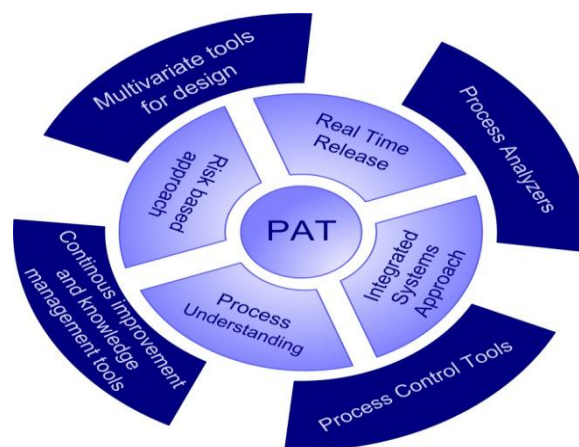 Multivariate tools
for design
Process Analyzers
Real Time
Release
Risk based
approach
PAT
Integrated
Systems
Approach
Process
Understanding
Continous improvement
and knowledge
management tools
Process Control Tools